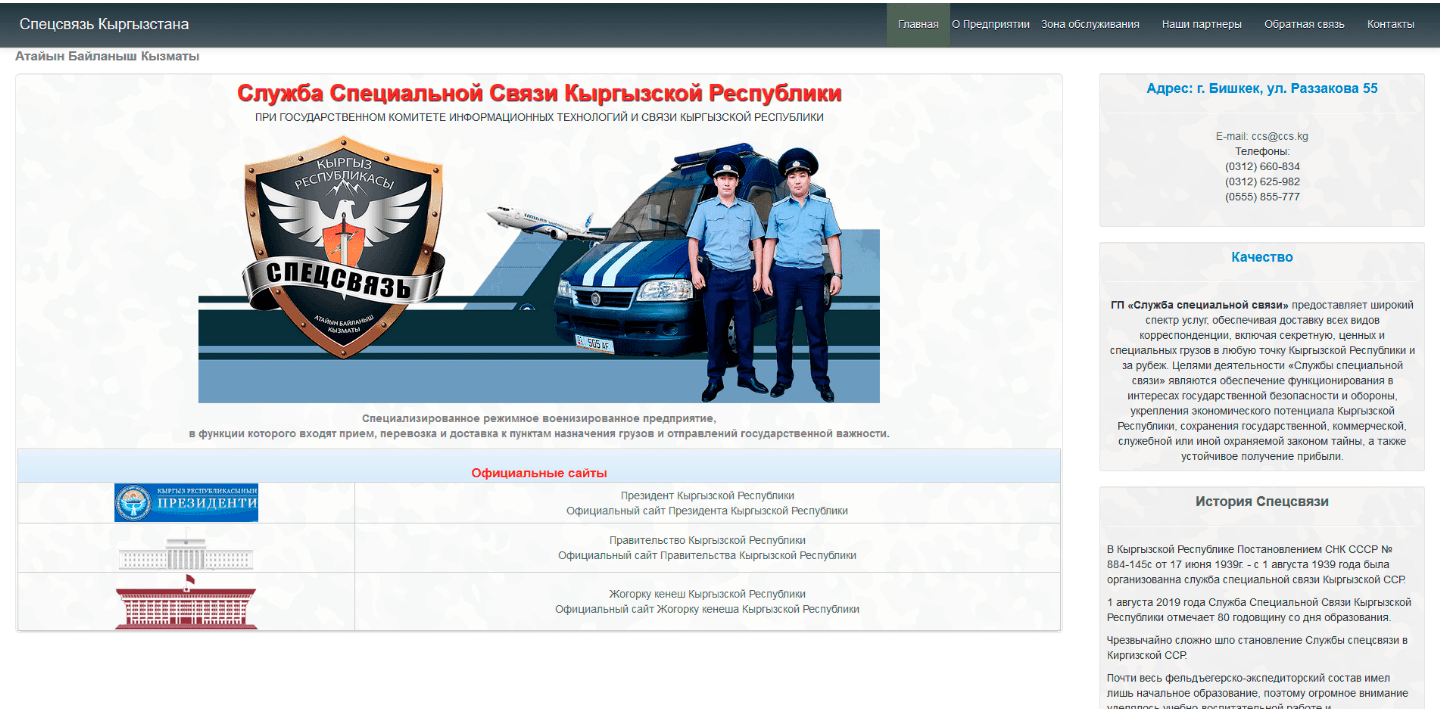 Спецсвязь Кыргызстана
Главная
О Предприятии
Зона обслуживания
Наши партнеры
Обратная связь
Контакты
Атайын Байланыш Кызматы
Служба Специальной Связи Кыргызской Республики
ПРИ ГОСУДАРСТВЕННОМ КОМИТЕТЕ ИНФОРМАЦИОННЫХ ТЕХНОЛОГИЙ И СВЯЗИ КЫРГЫЗСКОЙ РЕСПУБЛИКИ
КЫРГЫЗ
РЕСПУБЛИКАСЫ
СПЕЦСВЯЗЬ
АТАЙЫН БАЙЛАНЫШ
КЫЗМАТЫ
505 AF
Специализированное режимное военизированное предприятие,
в функции которого входят прием, перевозка и доставка к пунктам назначения грузов и отправлений государственной важности.
Официальные сайты
КЫРГЫЗ РЕСПУБЛИКАСЫНЫН
ПРЕЗИДЕНТИ
Президент Кыргызской Республики
Официальный сайт Президента Кыргызской Республики
Правительство Кыргызской Республики
Официальный сайт Правительства Кыргызской Республики
Жогорку кенеш Кыргызской Республики
Официальный сайт Жогорку кенеша Кыргызской Республики
Адрес: г. Бишкек, ул. Раззакова 55
E-mail: ccs@ccs.kg
Телефоны:
(0312) 660-834
(0312) 625-982
(0555) 855-777
Качество
ГП «Служба специальной связи» предоставляет широкий
спектр услуг, обеспечивая доставку всех видов
корреспонденции, включая секретную, ценных и
специальных грузов в любую точку Кыргызской Республики и
за рубеж. Целями деятельности «Службы специальной
связи» являются обеспечение функционирования в
интересах государственной безопасности и обороны,
укрепления экономического потенциала Кыргызской
Республики, сохранения государственной, коммерческой,
служебной или иной охраняемой законом тайны, а также
устойчивое получение прибыли.
История Спецсвязи
В Кыргызской Республике Постановлением СНК СССР №
884-145с от 17 июня 1939г. - с 1 августа 1939 года была
организованна служба специальной связи Кыргызской ССР.
1 августа 2019 года Служба Специальной Связи Кыргызской
Республики отмечает 80 годовщину со дня образования.
Чрезвычайно сложно шло становление Службы спецсвязи в
Киргизской ССР.
Почти весь фельдъегерско-экспедиторский состав имел
лишь начальное образование, поэтому огромное внимание
уделялось учебно-воспитательной работе и